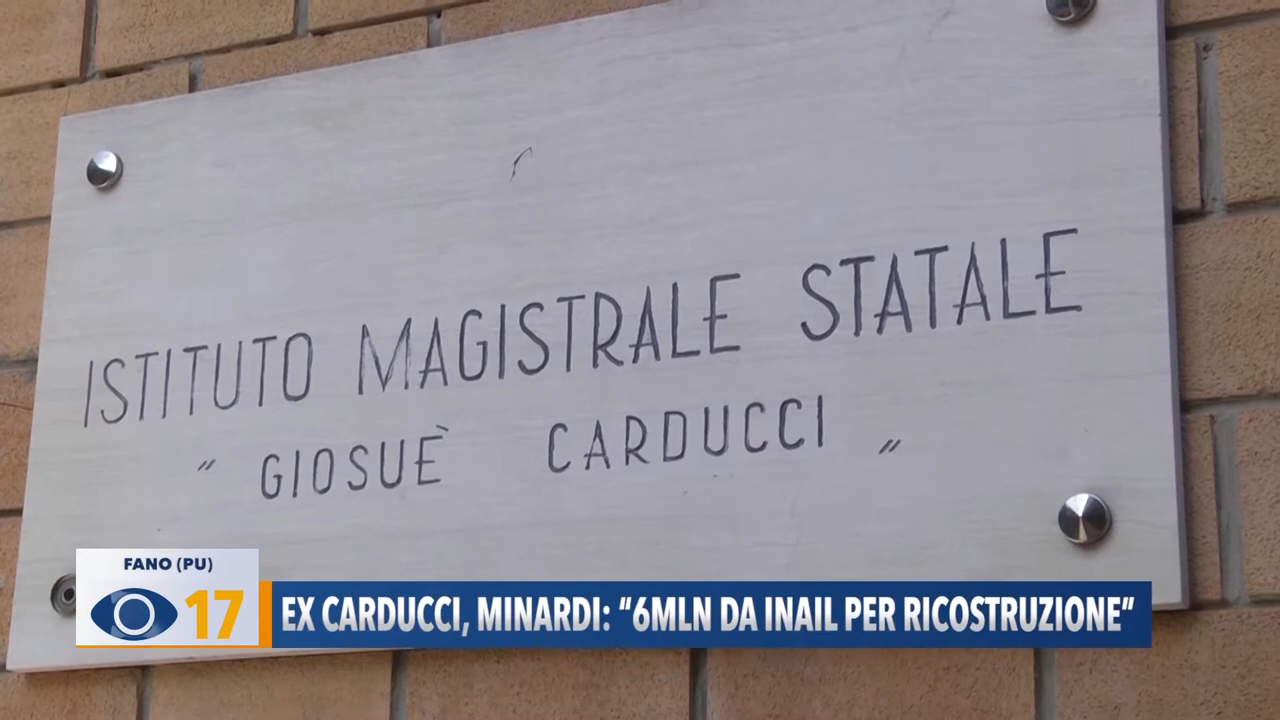 ISTITUTO MAGISTRALE STATALE
“ GIOSUÈ CARDUCCI „
FANO (PU)
17
EX CARDUCCI, MINARDI: “6MLN DA INAIL PER RICOSTRUZIONE”